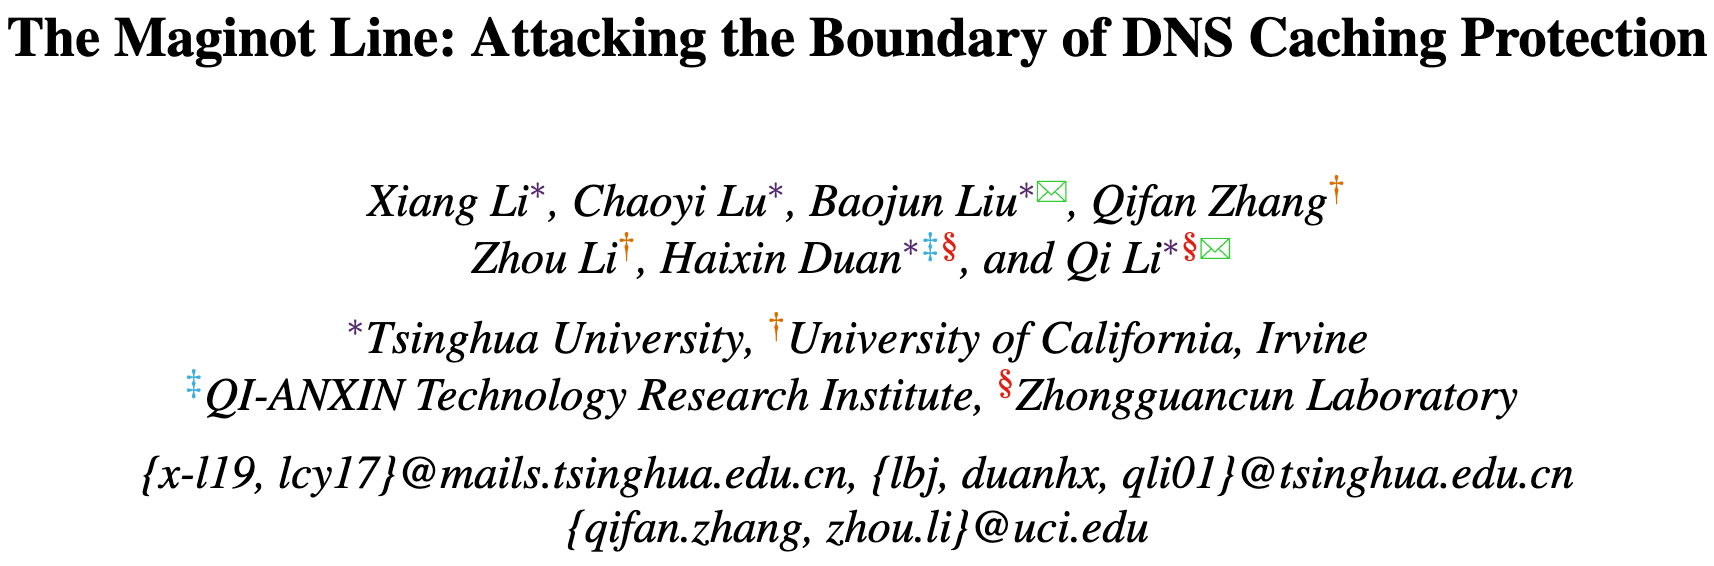 The Maginot Line: Attacking the Boundary of DNS Caching Protection
Xiang Li*, Chaoyi Lu*, Baojun Liu*✉, Qifan Zhang†
Zhou Li†, Haixin Duan*‡§, and Qi Li*§✉
*Tsinghua University, †University of California, Irvine
‡QI-ANXIN Technology Research Institute, §Zhongguancun Laboratory
{x-l19, lcy17}@mails.tsinghua.edu.cn, {lbj, duanhx, qli01}@tsinghua.edu.cn
{qifan.zhang, zhou.li}@uci.edu